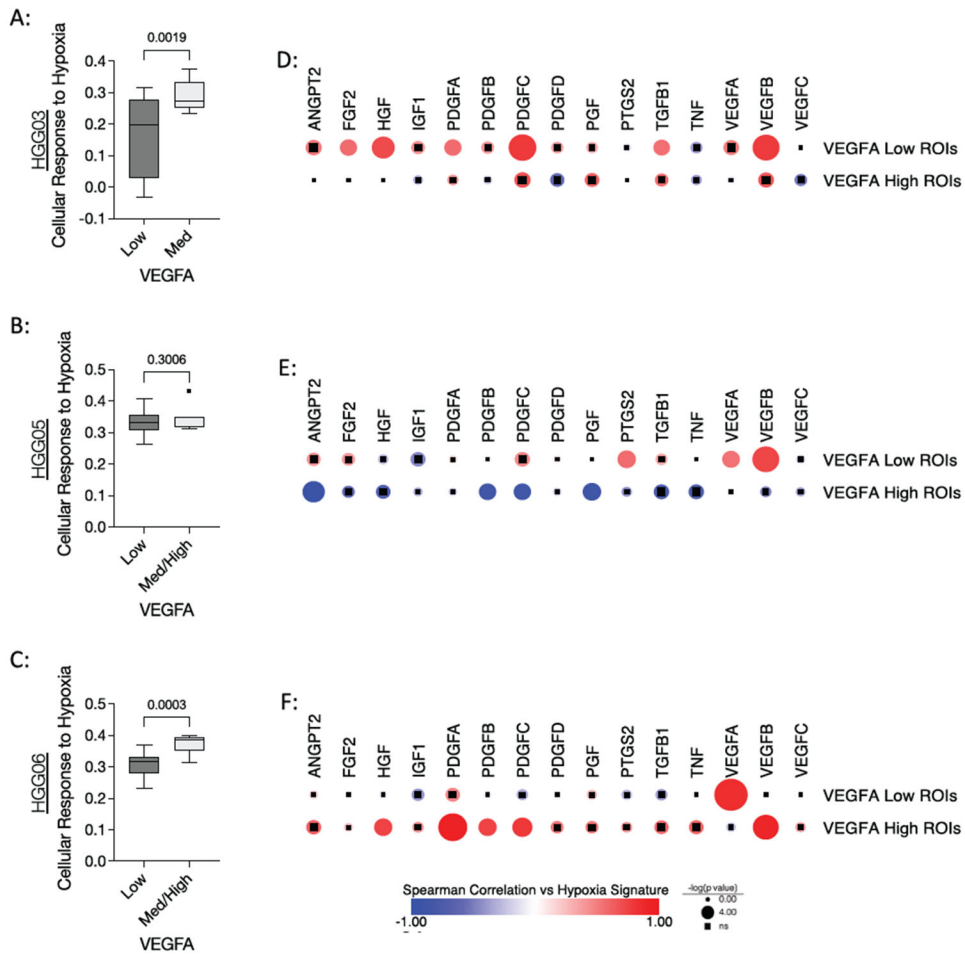 A:
HGG03
Cellular Response to Hypoxia
0.0019
0.4
0.3
0.2
0.1
0.0
-0.1
Low
Med
VEGFA
D:
ANGPT2
FGF2
HGF
IGF1
PDGFA
PDGFB
PDGFC
PDGFD
PGF
PTGS2
TGFB1
TNF
VEGFA
VEGFB
VEGFC
VEGFA Low ROIs
VEGFA High ROIs
B:
HGG05
Cellular Response to Hypoxia
0.3006
0.5
0.4
0.3
0.2
0.1
0.0
Low
Med/High
VEGFA
E:
ANGPT2
FGF2
HGF
IGF1
PDGFA
PDGFB
PDGFC
PDGFD
PGF
PTGS2
TGFB1
TNF
VEGFA
VEGFB
VEGFC
VEGFA Low ROIs
VEGFA High ROIs
C:
HGG06
Cellular Response to Hypoxia
0.0003
0.5
0.4
0.3
0.2
0.1
0.0
Low
Med/High
VEGFA
F:
ANGPT2
FGF2
HGF
IGF1
PDGFA
PDGFB
PDGFC
PDGFD
PGF
PTGS2
TGFB1
TNF
VEGFA
VEGFB
VEGFC
VEGFA Low ROIs
VEGFA High ROIs
Spearman Correlation vs Hypoxia Signature
-1.00 1.00
-log(p value)
0.00
4.00
ns